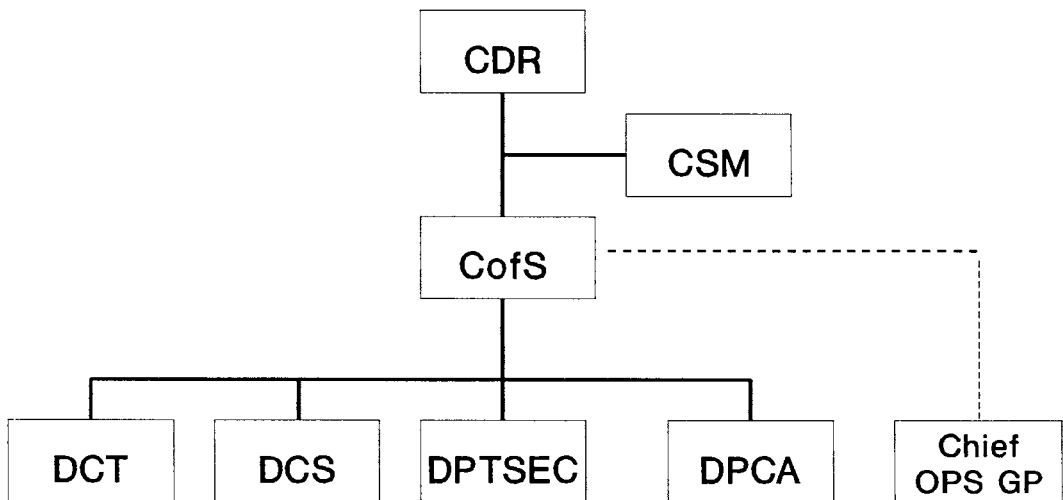 CDR
CSM
CofS
DCT
DCS
DPTSEC
DPCA
Chief
OPS GP